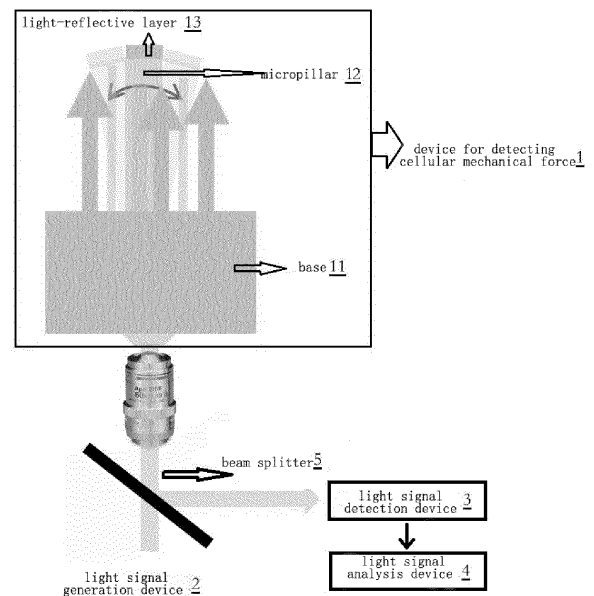 light-reflective layer 13
micropillar 12
device for detecting
cellular mechanical force 1
base 11
beam splitter 5
light signal
detection device 3
light signal
analysis device 4
light signal
generation device 2